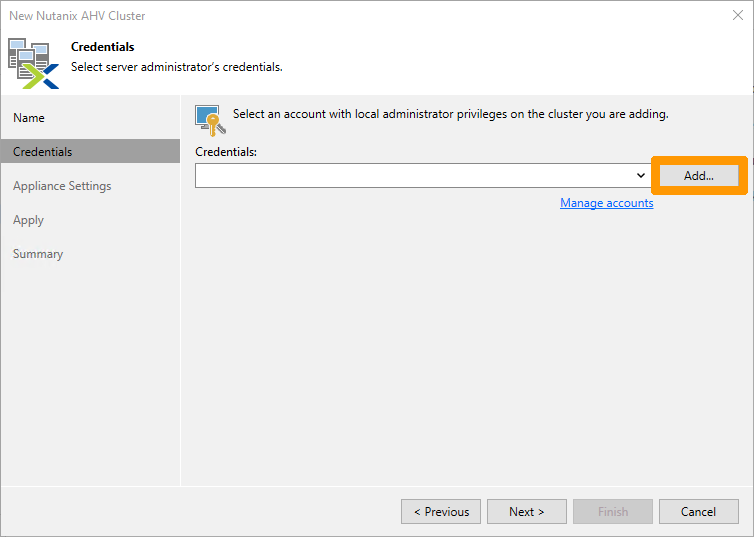 New Nutanix AHV Cluster
Credentials
Select server administrator's credentials.
Name
Credentials
Appliance Settings
Apply
Summary
Select an account with local administrator privileges on the cluster you are adding.
Credentials:
Add...
Manage accounts
< Previous
Next >
Finish
Cancel